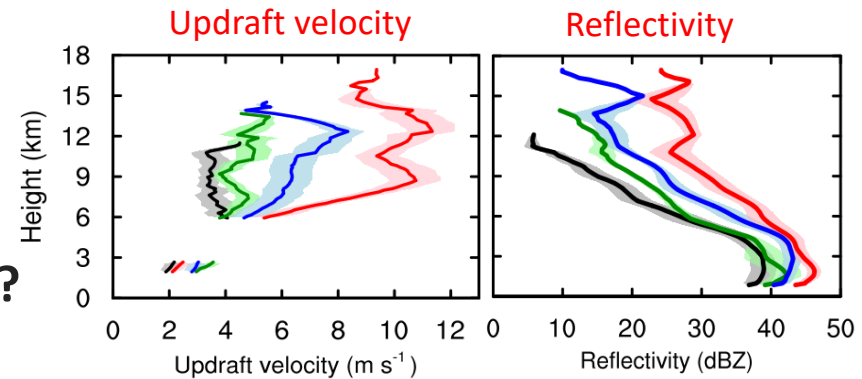 Updraft velocity
Reflectivity
18
15
12
9
6
3
0
Height (km)
?
0 2 4 6 8 10 12
Updraft velocity (m s⁻¹)
0 10 20 30 40 50
Reflectivity (dBZ)